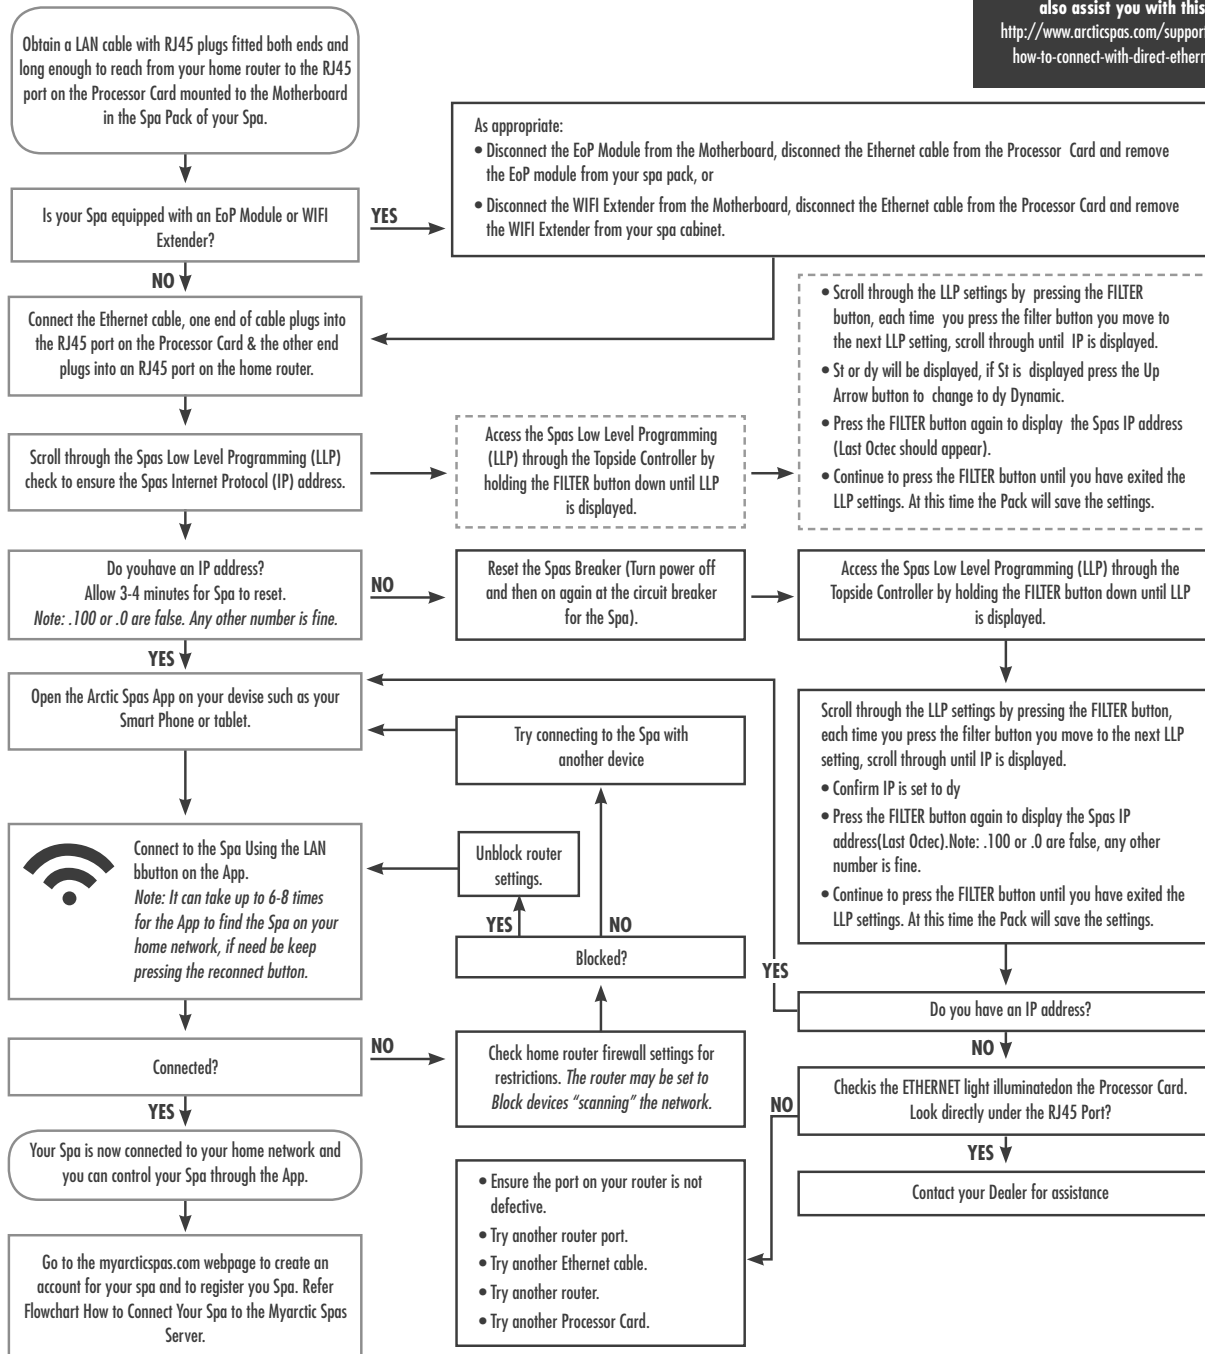 also assist you with this
http://www.arcticspas.com/support
how-to-connect-with-direct-ethern
Obtain a LAN cable with RJ45 plugs fitted both ends and
long enough to reach from your home router to the RJ45
port on the Processor Card mounted to the Motherboard
in the Spa Pack of your Spa.
Is your Spa equipped with an EoP Module or WIFI
Extender?
YES
As appropriate:
• Disconnect the EoP Module from the Motherboard, disconnect the Ethernet cable from the Processor Card and remove
the EoP module from your spa pack, or
• Disconnect the WIFI Extender from the Motherboard, disconnect the Ethernet cable from the Processor Card and remove
the WIFI Extender from your spa cabinet.
NO
Connect the Ethernet cable, one end of cable plugs into
the RJ45 port on the Processor Card & the other end
plugs into an RJ45 port on the home router.
Scroll through the Spas Low Level Programming (LLP)
check to ensure the Spas Internet Protocol (IP) address.
Access the Spas Low Level Programming
(LLP) through the Topside Controller by
holding the FILTER button down until LLP
is displayed.
• Scroll through the LLP settings by pressing the FILTER
button, each time you press the filter button you move to
the next LLP setting, scroll through until IP is displayed.
• St or dy will be displayed, if St is displayed press the Up
Arrow button to change to dy Dynamic.
• Press the FILTER button again to display the Spas IP address
(Last Octec should appear).
• Continue to press the FILTER button until you have exited the
LLP settings. At this time the Pack will save the settings.
Do youhave an IP address?
Allow 3-4 minutes for Spa to reset.
Note: .100 or .0 are false. Any other number is fine.
NO
Reset the Spas Breaker (Turn power off
and then on again at the circuit breaker
for the Spa).
Access the Spas Low Level Programming (LLP) through the
Topside Controller by holding the FILTER button down until LLP
is displayed.
YES
Open the Arctic Spas App on your devise such as your
Smart Phone or tablet.
Try connecting to the Spa with
another device
Scroll through the LLP settings by pressing the FILTER button,
each time you press the filter button you move to the next LLP
setting, scroll through until IP is displayed.
• Confirm IP is set to dy
• Press the FILTER button again to display the Spas IP
address(Last Octec).Note: .100 or .0 are false, any other
number is fine.
• Continue to press the FILTER button until you have exited the
LLP settings. At this time the Pack will save the settings.
Connect to the Spa Using the LAN
bbutton on the App.
Note: It can take up to 6-8 times
for the App to find the Spa on your
home network, if need be keep
pressing the reconnect button.
Unblock router
settings.
YES
NO
Blocked?
YES
Do you have an IP address?
NO
Connected?
NO
Check home router firewall settings for
restrictions. The router may be set to
Block devices “scanning” the network.
NO
Checkis the ETHERNET light illuminatedon the Processor Card.
Look directly under the RJ45 Port?
YES
YES
Your Spa is now connected to your home network and
you can control your Spa through the App.
• Ensure the port on your router is not
defective.
• Try another router port.
• Try another Ethernet cable.
• Try another router.
• Try another Processor Card.
Contact your Dealer for assistance
Go to the myarcticspas.com webpage to create an
account for your spa and to register you Spa. Refer
Flowchart How to Connect Your Spa to the Myarctic Spas
Server.